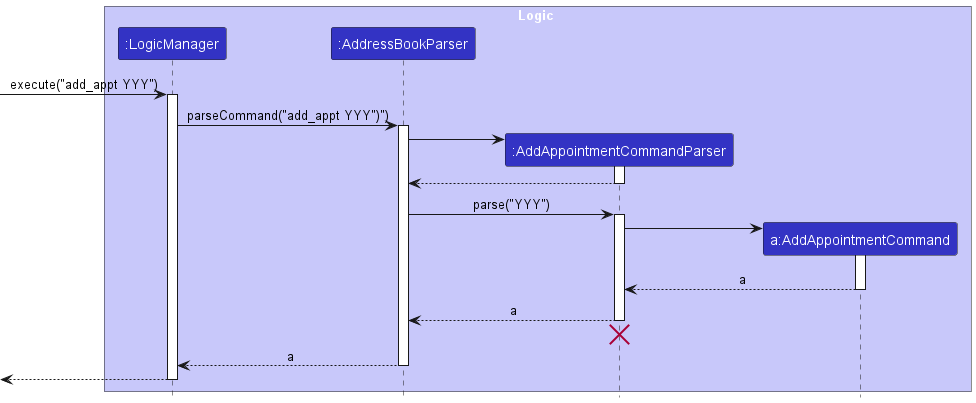 Logic
:LogicManager
:AddressBookParser
execute("add_appt YYY")
parseCommand("add_appt YYY")")
:AddAppointmentCommandParser
parse("YYY")
a:AddAppointmentCommand
a
a
a